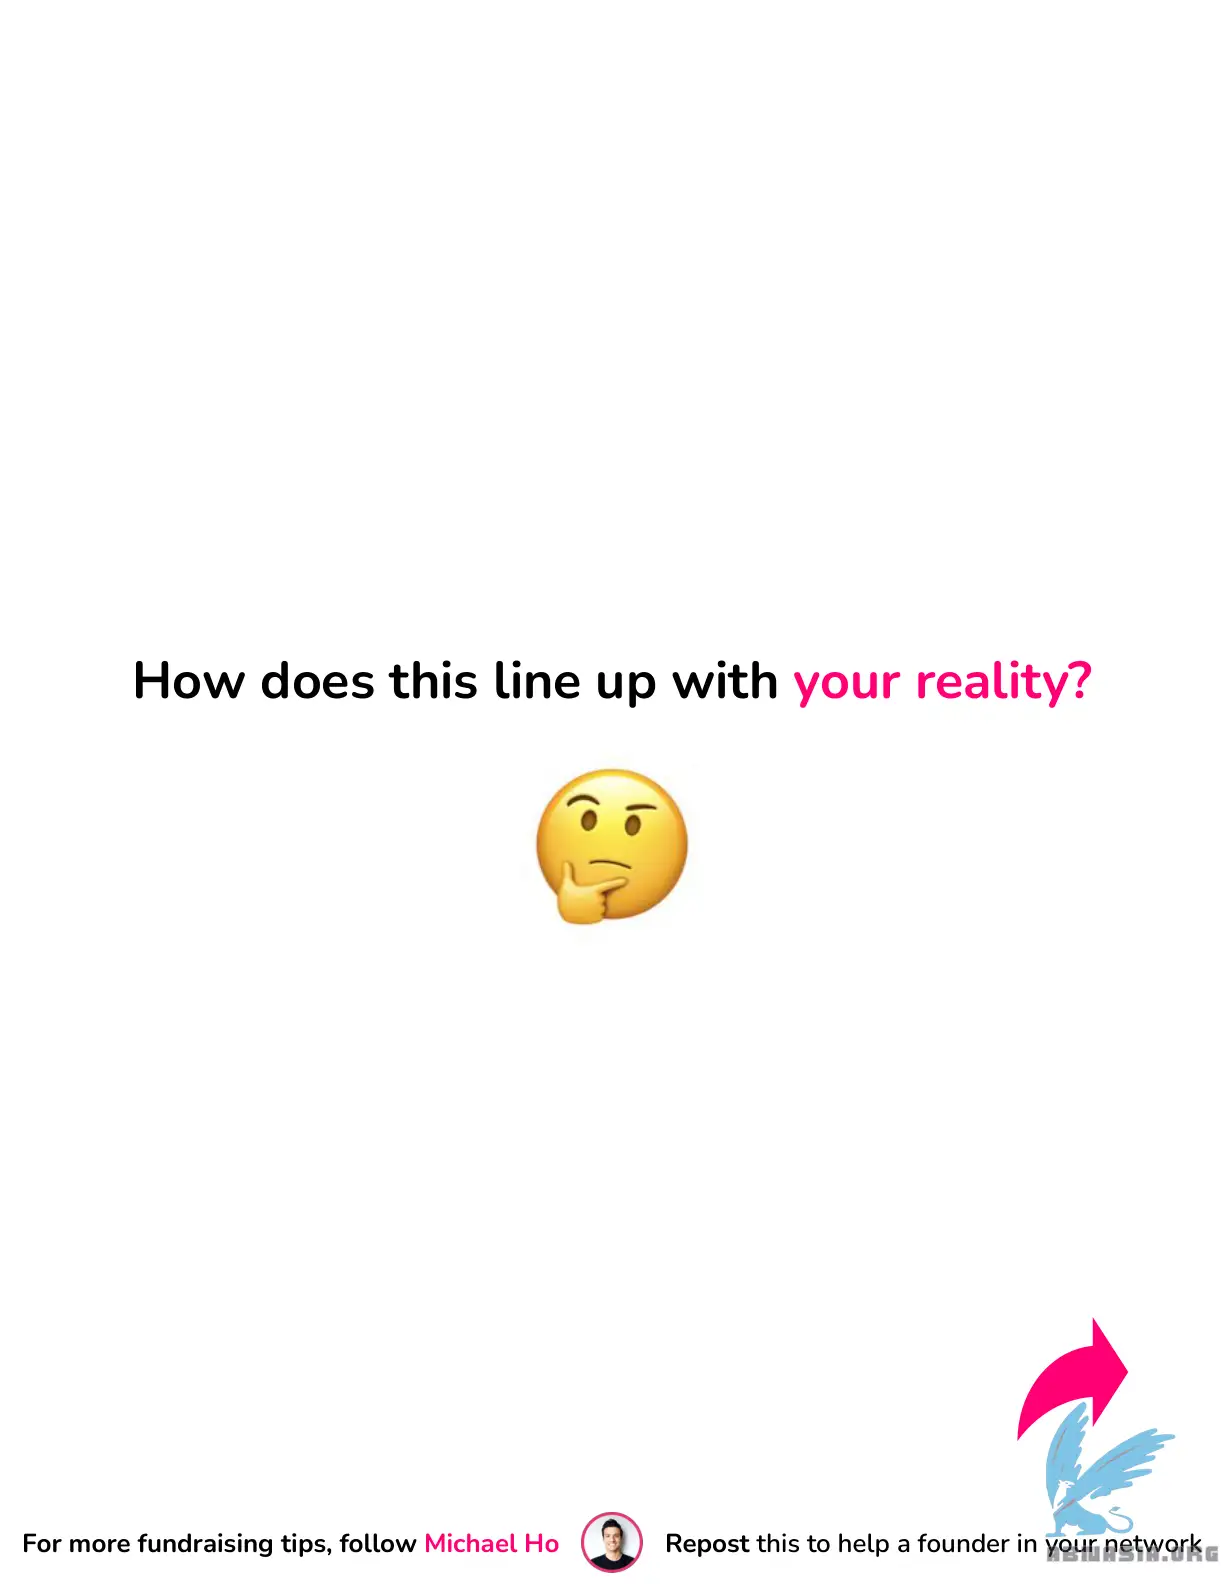 How does this line up with your reality?
For more fundraising tips, follow Michael Ho
Repost this to help a founder in your network
ABIWASIA.ORG